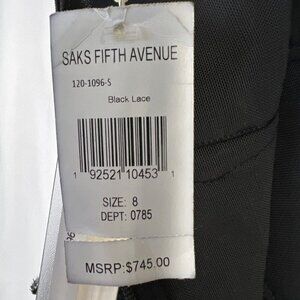 SAKS FIFTH AVENUE
120-1096-S
Black Lace
1 92521 10453 1
SIZE: 8
DEPT: 0785
MSRP:$745.00